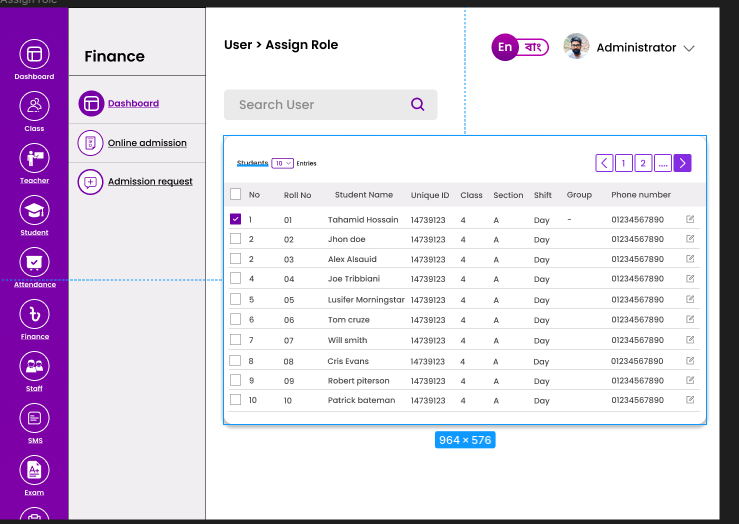 Assign role
Dashboard
Class
Teacher
Student
Attendance
Finance
Staff
SMS
Exam
Finance
Dashboard
Online admission
Admission request
User > Assign Role
En বাং
Administrator
Search User
Students 10 Entries
1 2 ....
No Roll No Student Name Unique ID Class Section Shift Group Phone number
1 01 Tahamid Hossain 14739123 4 A Day - 01234567890
2 02 Jhon doe 14739123 4 A Day 01234567890
2 03 Alex Alsauid 14739123 4 A Day 01234567890
4 04 Joe Tribbiani 14739123 4 A Day 01234567890
5 05 Lusifer Morningstar 14739123 4 A Day 01234567890
6 06 Tom cruze 14739123 4 A Day 01234567890
7 07 Will smith 14739123 4 A Day 01234567890
8 08 Cris Evans 14739123 4 A Day 01234567890
9 09 Robert piterson 14739123 4 A Day 01234567890
10 10 Patrick bateman 14739123 4 A Day 01234567890
964 × 576